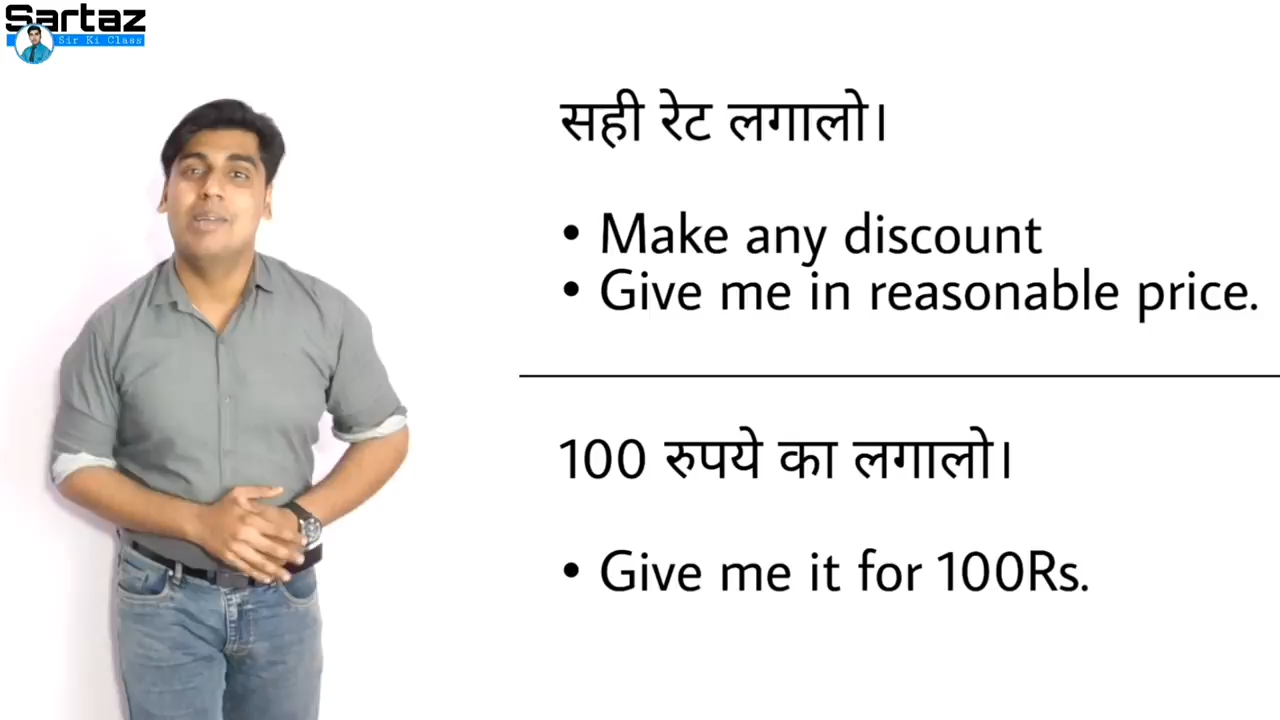 Sartaz
Sir Ki Class
सही रेट लगालो।
• Make any discount
• Give me in reasonable price.
100 रुपये का लगालो।
• Give me it for 100Rs.